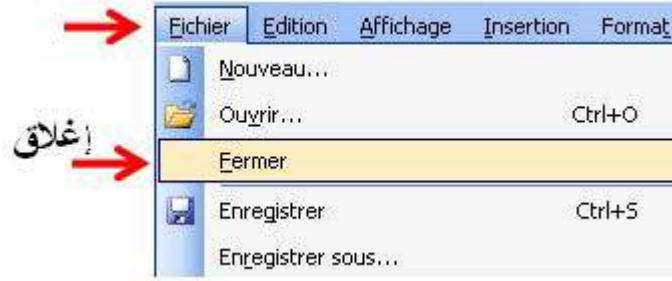 Fichier Edition Affichage Insertion Format
Nouveau...
Ouvrir... Ctrl+O
إغلاق
Fermer
Enregistrer Ctrl+S
Enregistrer sous...